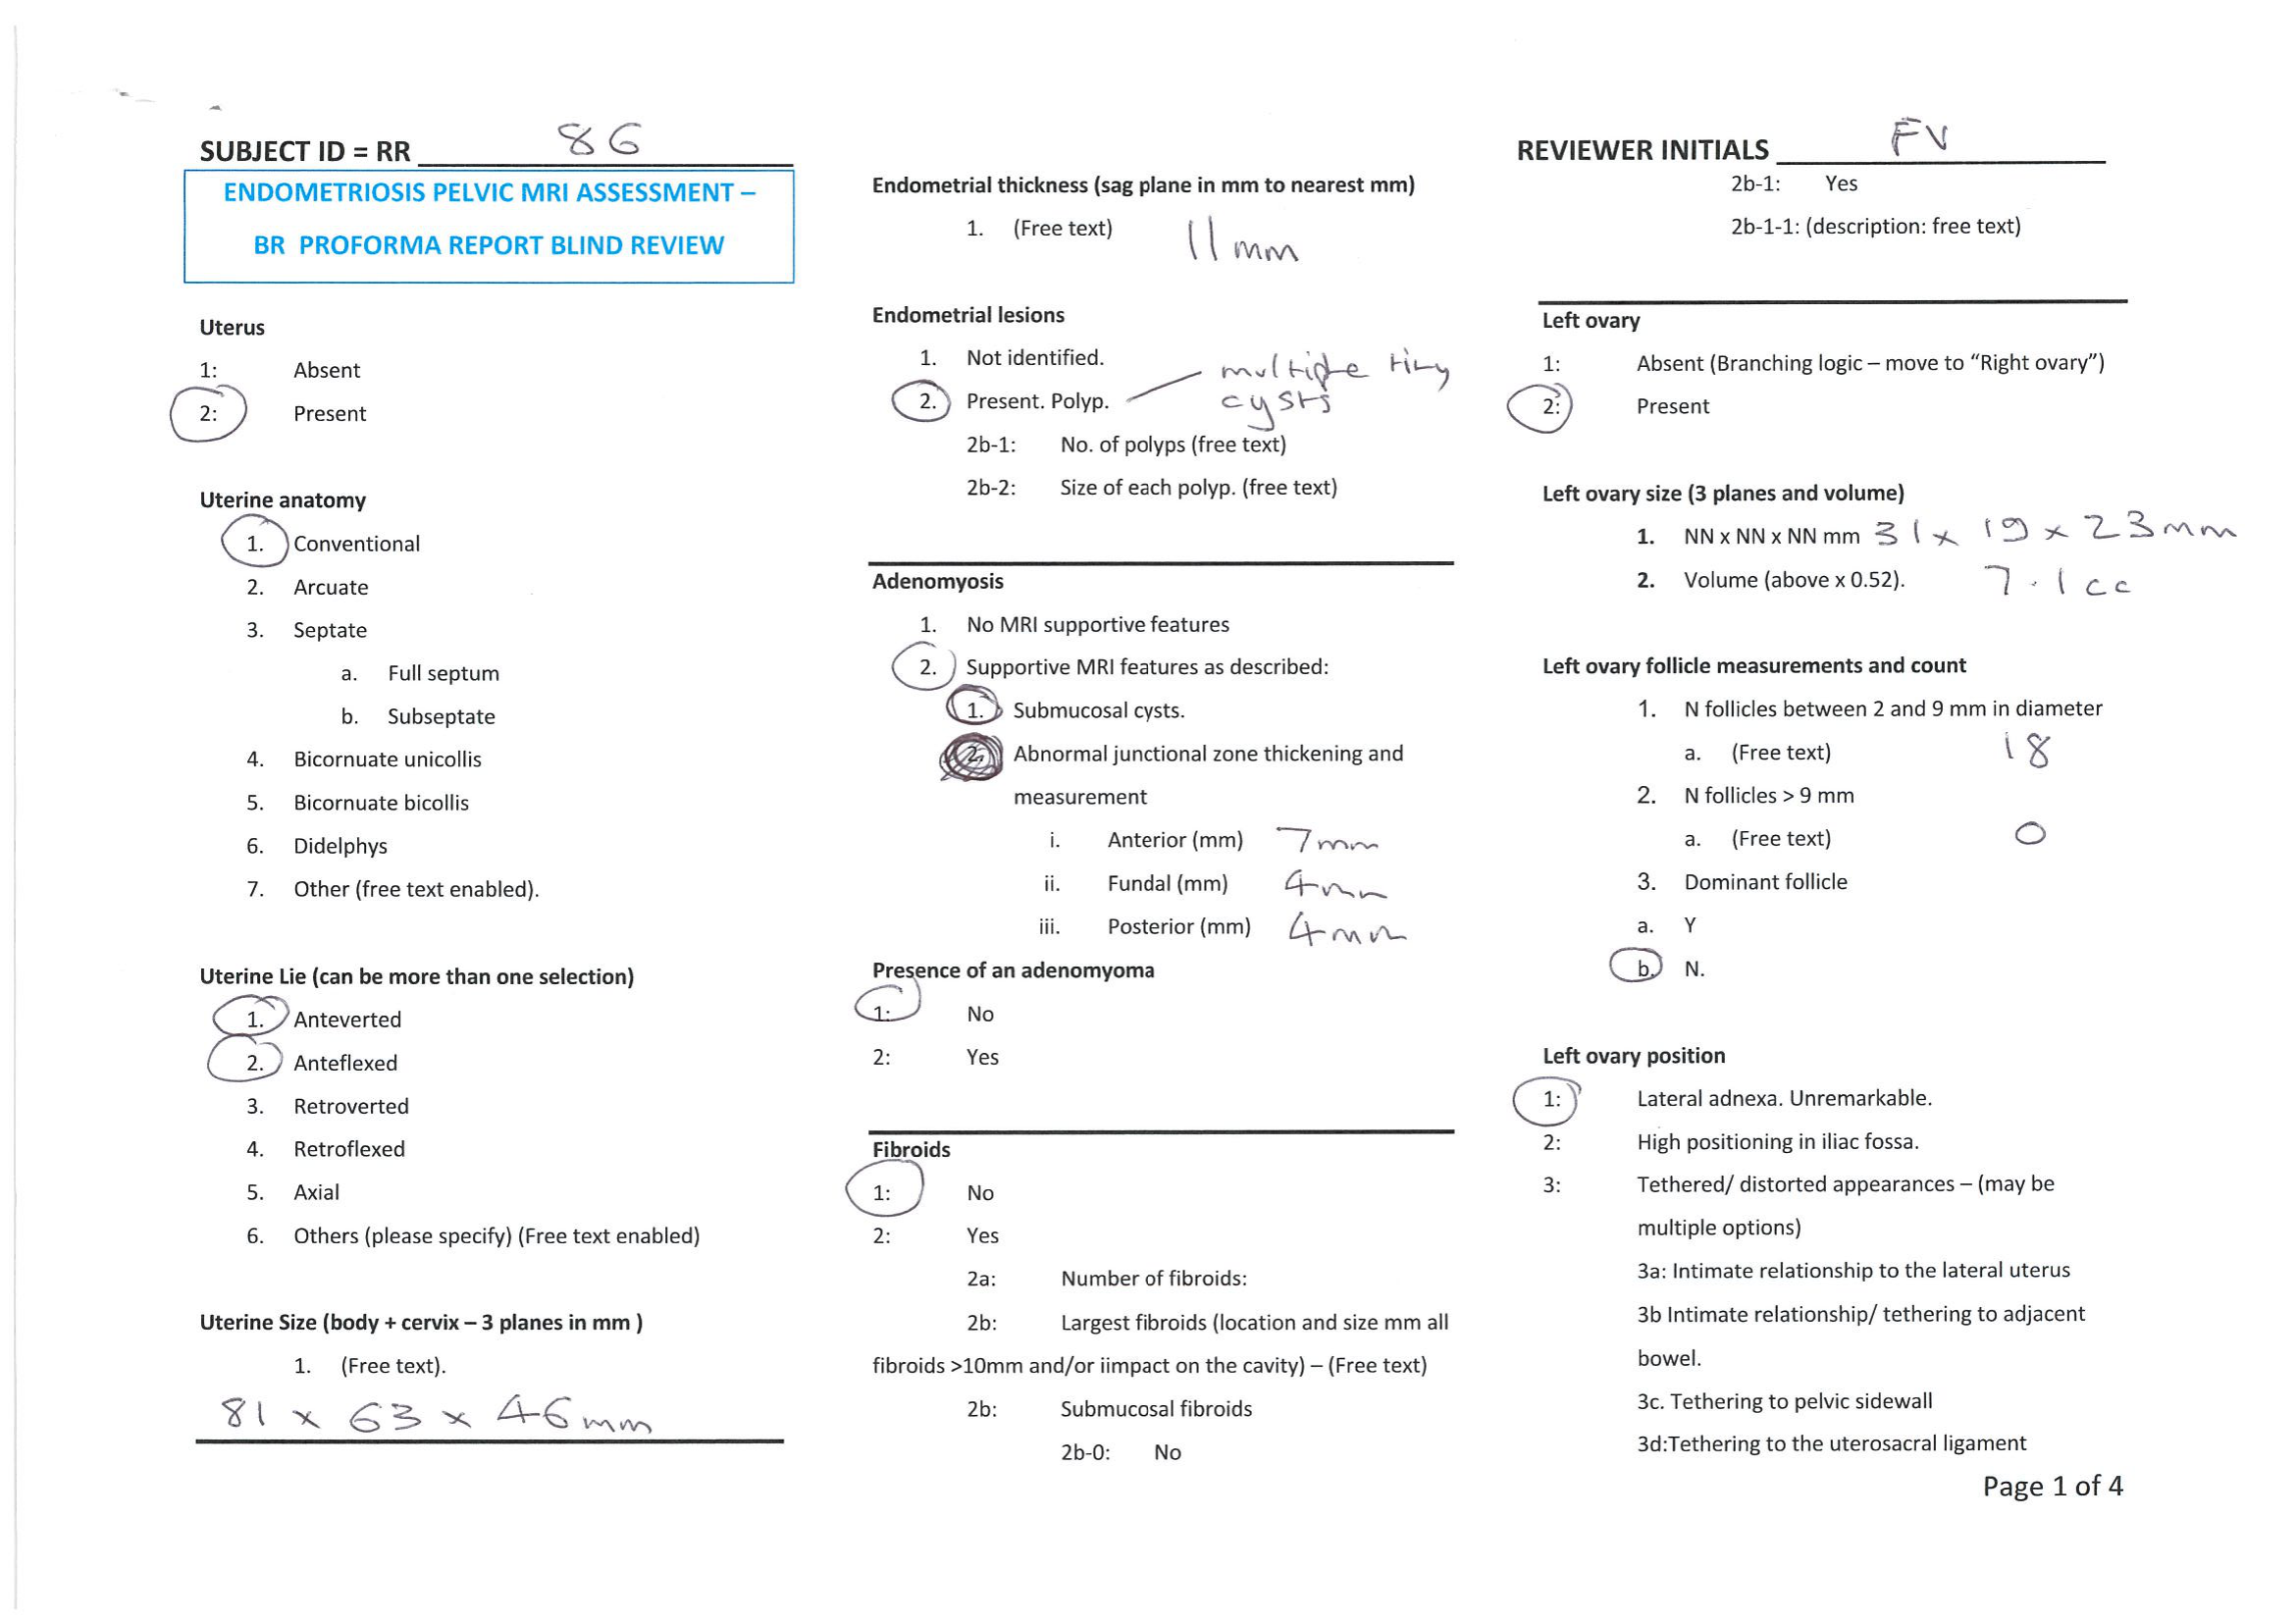 SUBJECT ID = RR 86
ENDOMETRIOSIS PELVIC MRI ASSESSMENT –
BR PROFORMA REPORT BLIND REVIEW
Uterus
1: Absent
2: Present
Uterine anatomy
1. Conventional
2. Arcuate
3. Septate
a. Full septum
b. Subseptate
4. Bicornuate unicollis
5. Bicornuate bicollis
6. Didelphys
7. Other (free text enabled).
Uterine Lie (can be more than one selection)
1. Anteverted
2. Anteflexed
3. Retroverted
4. Retroflexed
5. Axial
6. Others (please specify) (Free text enabled)
Uterine Size (body + cervix – 3 planes in mm )
1. (Free text).
81 x 63 x 46mm
Endometrial thickness (sag plane in mm to nearest mm)
1. (Free text) 11mm
Endometrial lesions
1. Not identified.
2. Present. Polyp. multiple tiny
cysts
2b-1: No. of polyps (free text)
2b-2: Size of each polyp. (free text)
Adenomyosis
1. No MRI supportive features
2. Supportive MRI features as described:
1. Submucosal cysts.
2. Abnormal junctional zone thickening and
measurement
i. Anterior (mm) 7mm
ii. Fundal (mm) 4mm
iii. Posterior (mm) 4mm
Presence of an adenomyoma
1: No
2: Yes
Fibroids
1: No
2: Yes
2a: Number of fibroids:
2b: Largest fibroids (location and size mm all
fibroids >10mm and/or iimpact on the cavity) – (Free text)
2b: Submucosal fibroids
2b-0: No
REVIEWER INITIALS FV
2b-1: Yes
2b-1-1: (description: free text)
Left ovary
1: Absent (Branching logic – move to “Right ovary”)
2: Present
Left ovary size (3 planes and volume)
1. NN x NN x NN mm 31 x 19 x 23mm
2. Volume (above x 0.52). 7.1cc
Left ovary follicle measurements and count
1. N follicles between 2 and 9 mm in diameter
a. (Free text) 18
2. N follicles > 9 mm
a. (Free text) 0
3. Dominant follicle
a. Y
b. N.
Left ovary position
1: Lateral adnexa. Unremarkable.
2: High positioning in iliac fossa.
3: Tethered/ distorted appearances – (may be
multiple options)
3a: Intimate relationship to the lateral uterus
3b Intimate relationship/ tethering to adjacent
bowel.
3c. Tethering to pelvic sidewall
3d:Tethering to the uterosacral ligament
Page 1 of 4